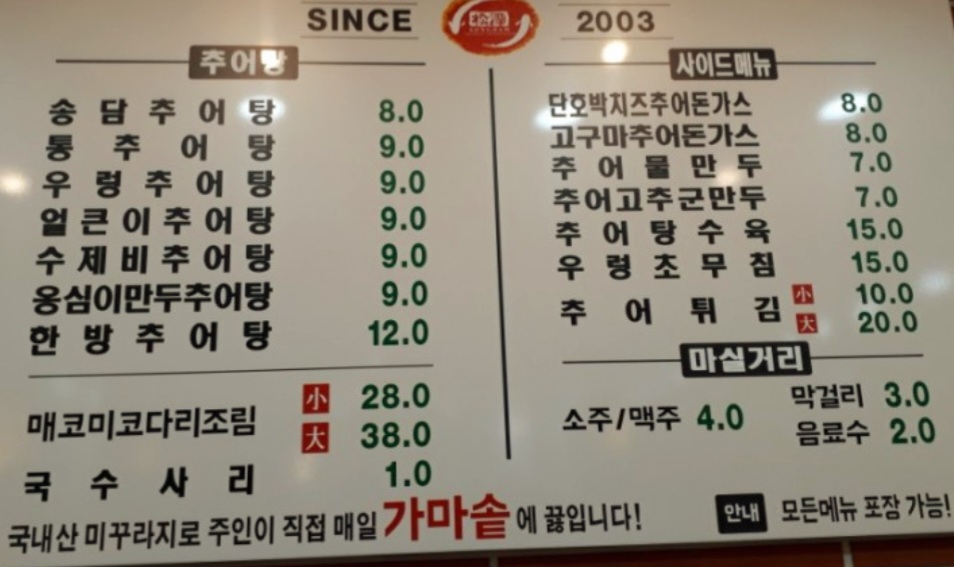 SINCE 2003
추어탕
송담추어탕 8.0
통추어탕 9.0
우렁추어탕 9.0
얼큰이추어탕 9.0
수제비추어탕 9.0
옹심이만두추어탕 9.0
한방추어탕 12.0
매코미코다리조림 小 28.0
大 38.0
국수사리 1.0
사이드메뉴
단호박치즈추어돈가스 8.0
고구마추어돈가스 8.0
추어물만두 7.0
추어고추군만두 7.0
추어탕수육 15.0
우렁초무침 15.0
추어튀김 小 10.0
大 20.0
마실거리
소주/맥주 4.0
막걸리 3.0
음료수 2.0
국내산 미꾸라지로 주인이 직접 매일 가마솥에 끓입니다!
안내 모든메뉴 포장 가능!